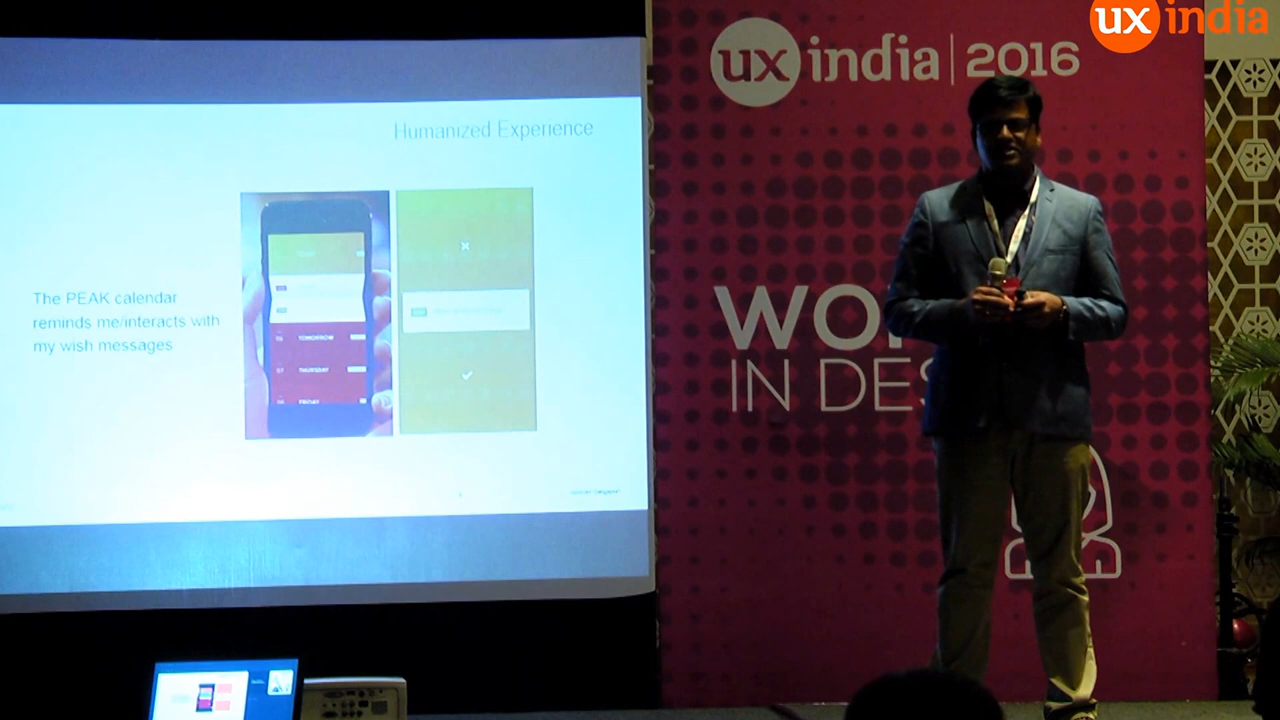 Humanized Experience
The PEAK calendar
reminds me/interacts with
my wish messages
TOMORROW
THURSDAY
FRIDAY
ux india 2016
ux india
WO
IN DES